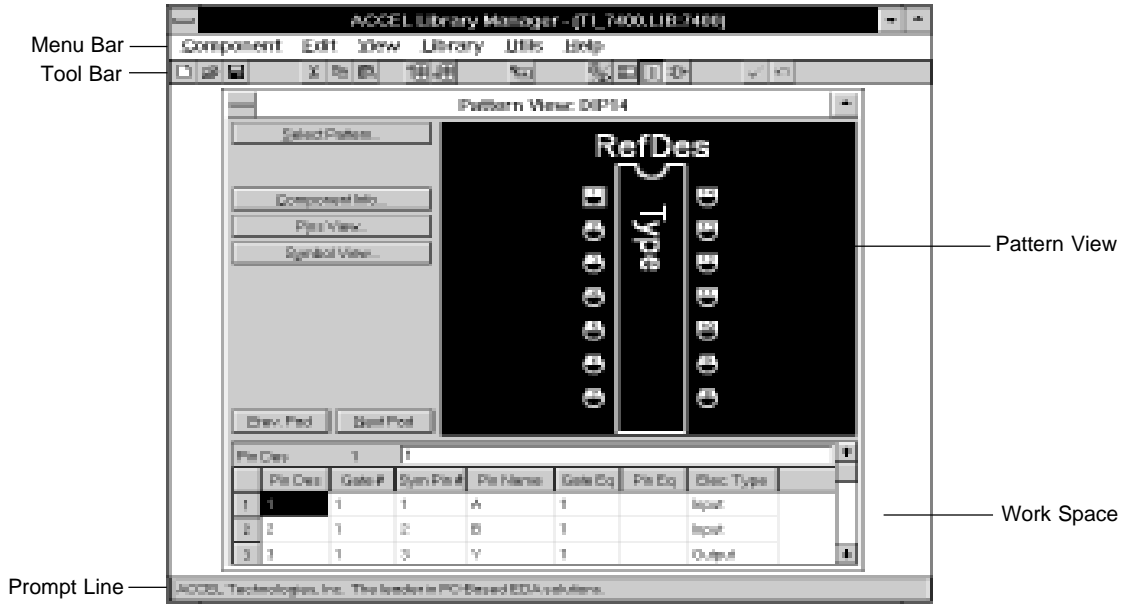 ACCEL Library Manager - (TI_7400.LIB:7400)
Menu Bar
Component Edit View Library Utils Help
Tool Bar
Pattern View: DIP14
Select Pattern...
Component Info...
Pins View...
Symbol View...
RefDes
Type
Pattern View
Prev. Pad Next Pad
Pin Des 1 1
Pin Des Gate # Sym Pin # Pin Name Gate Eq Pin Eq Elec. Type
1 1 1 1 A 1 Input
2 2 1 2 B 1 Input
3 3 1 3 Y 1 Output
Work Space
Prompt Line
ACCEL Technologies, Inc. The leader in PC-Based EDA solutions.